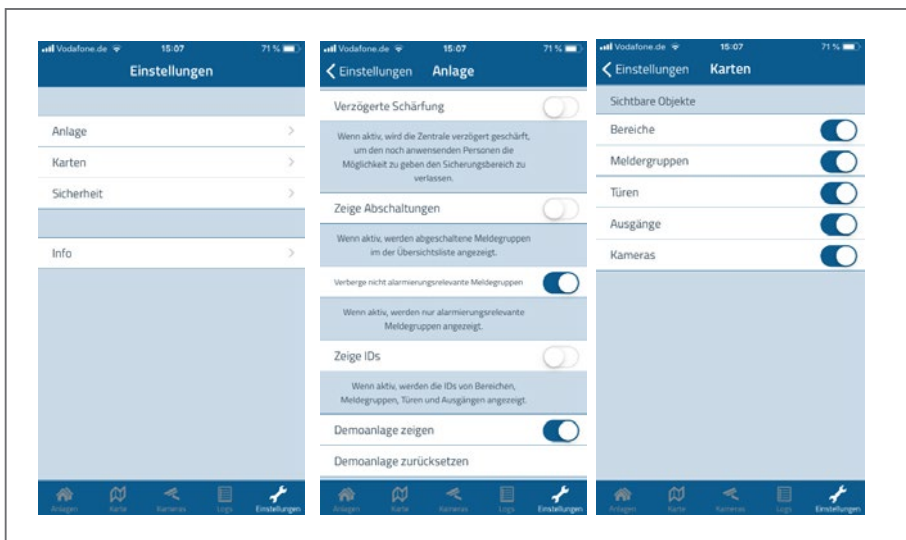 Vodafone.de 15:07 71 %
Einstellungen
Anlage
Karten
Sicherheit
Info
Anlagen Karte Kameras Logs Einstellungen
Vodafone.de 15:07 71 %
Einstellungen Anlage
Verzögerte Schärfung
Wenn aktiv, wird die Zentrale verzögert geschärft,
um den noch anwensenden Personen die
Möglichkeit zu geben den Sicherungsbereich zu
verlassen.
Zeige Abschaltungen
Wenn aktiv, werden abgeschaltene Meldegruppen
im der Übersichtsliste angezeigt.
Verberge nicht alarmierungsrelevante Meldegruppen
Wenn aktiv, werden nur alarmierungsrelevante
Meldegruppen angezeigt.
Zeige IDs
Wenn aktiv, werden die IDs von Bereichen,
Meldegruppen, Türen und Ausgängen angezeigt.
Demoanlage zeigen
Demoanlage zurücksetzen
Anlagen Karte Kameras Logs Einstellungen
Vodafone.de 15:07 71 %
Einstellungen Karten
Sichtbare Objekte
Bereiche
Meldergruppen
Türen
Ausgänge
Kameras
Anlagen Karte Kameras Logs Einstellungen